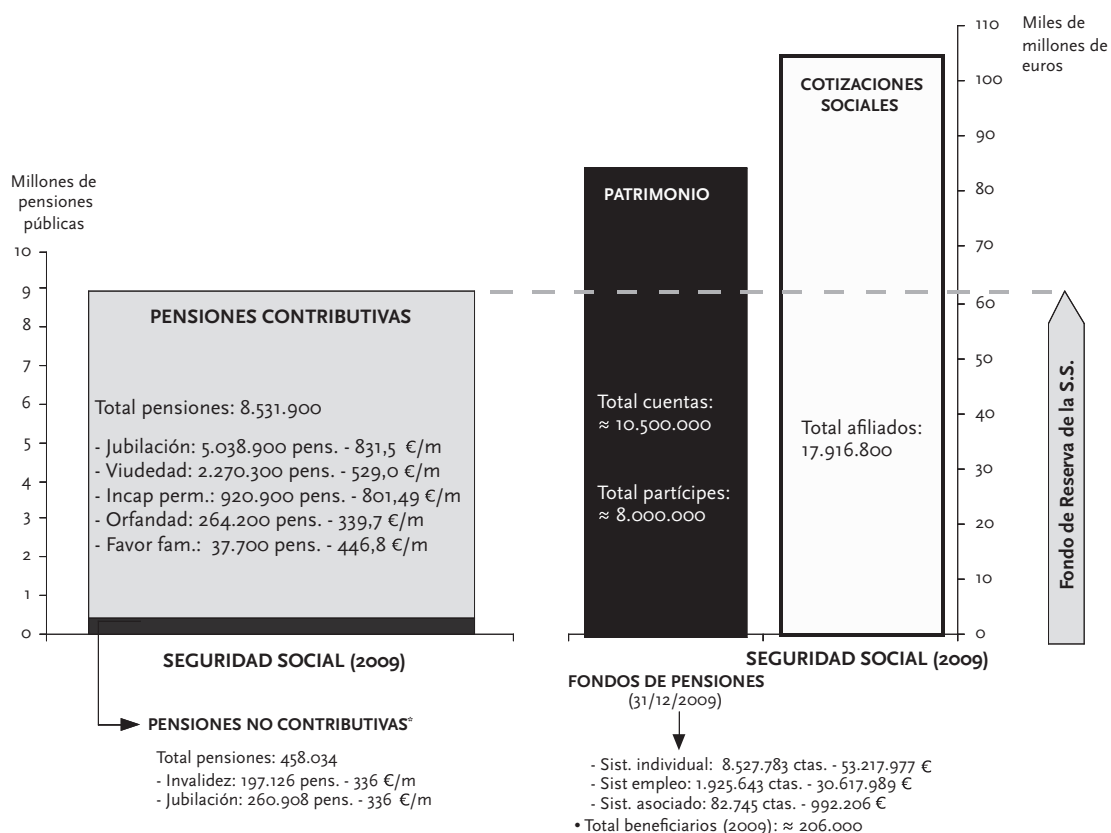 Millones de
pensiones
públicas
10
9
8
7
6
5
4
3
2
1
0
PENSIONES CONTRIBUTIVAS
Total pensiones: 8.531.900
- Jubilación: 5.038.900 pens. - 831,5 €/m
- Viudedad: 2.270.300 pens. - 529,0 €/m
- Incap perm.: 920.900 pens. - 801,49 €/m
- Orfandad: 264.200 pens. - 339,7 €/m
- Favor fam.: 37.700 pens. - 446,8 €/m
SEGURIDAD SOCIAL (2009)
PENSIONES NO CONTRIBUTIVAS*
Total pensiones: 458.034
- Invalidez: 197.126 pens. - 336 €/m
- Jubilación: 260.908 pens. - 336 €/m
PATRIMONIO
Total cuentas:
≈ 10.500.000
Total partícipes:
≈ 8.000.000
COTIZACIONES
SOCIALES
Total afiliados:
17.916.800
110
100
90
80
70
60
50
40
30
20
10
0
Miles de
millones de
euros
Fondo de Reserva de la S.S.
SEGURIDAD SOCIAL (2009)
FONDOS DE PENSIONES
(31/12/2009)
- Sist. individual: 8.527.783 ctas. - 53.217.977 €
- Sist empleo: 1.925.643 ctas. - 30.617.989 €
- Sist. asociado: 82.745 ctas. - 992.206 €
• Total beneficiarios (2009): ≈ 206.000